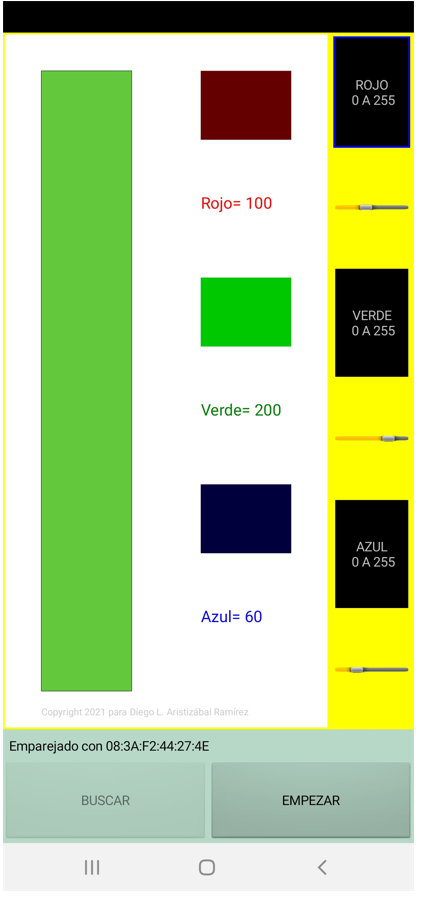 ROJO
0 A 255
Rojo= 100
VERDE
0 A 255
Verde= 200
AZUL
0 A 255
Azul= 60
Copyright 2021 para Diego L. Aristizábal Ramírez
Emparejado con 08:3A:F2:44:27:4E
BUSCAR
EMPEZAR